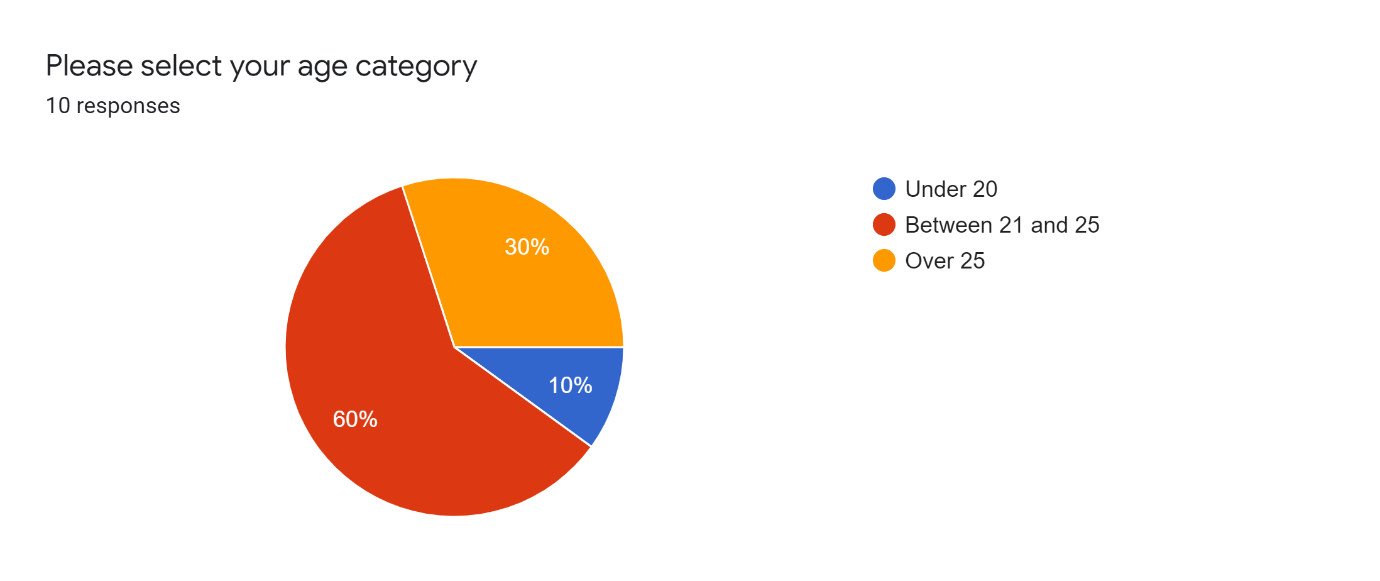 Please select your age category
10 responses
30%
10%
60%
Under 20
Between 21 and 25
Over 25